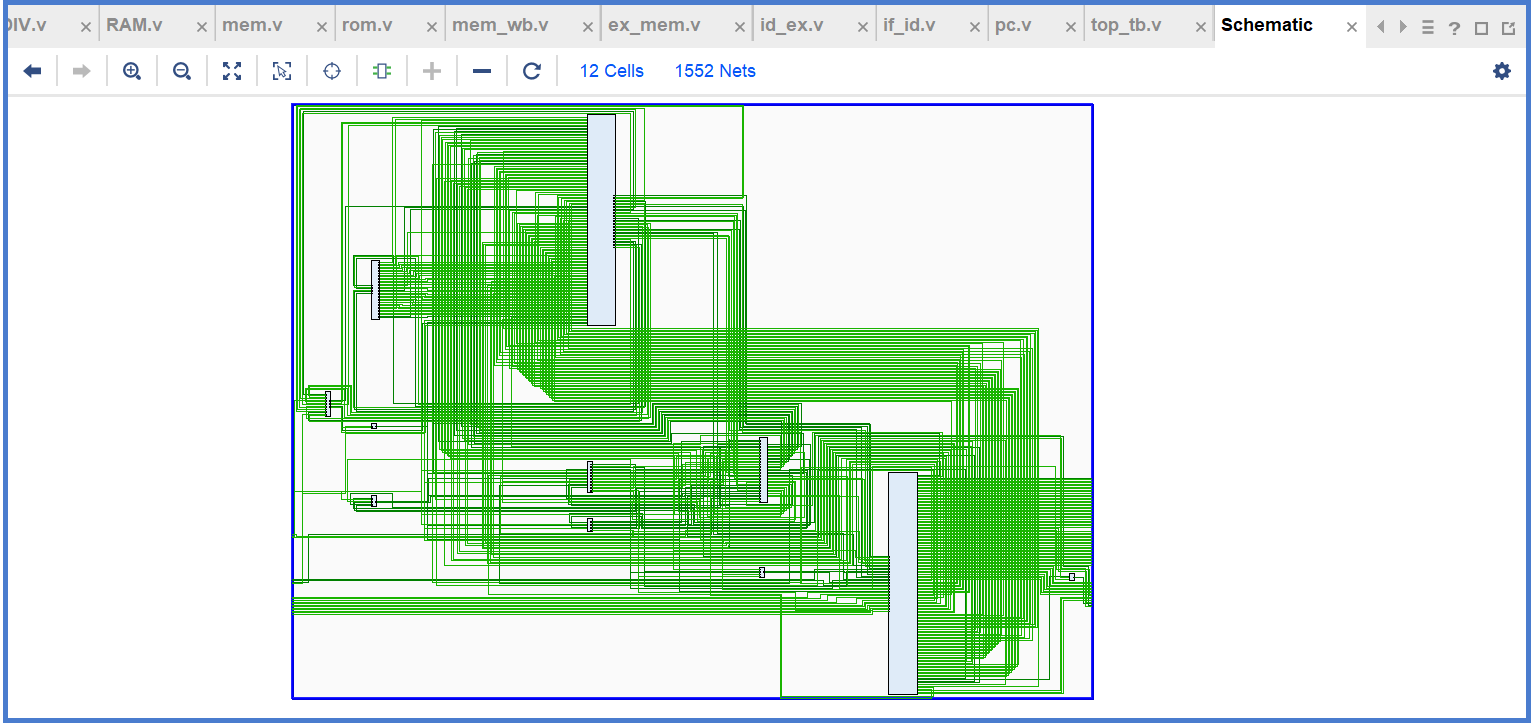 DIV.v RAM.v mem.v rom.v mem_wb.v ex_mem.v id_ex.v if_id.v pc.v top_tb.v Schematic
12 Cells 1552 Nets